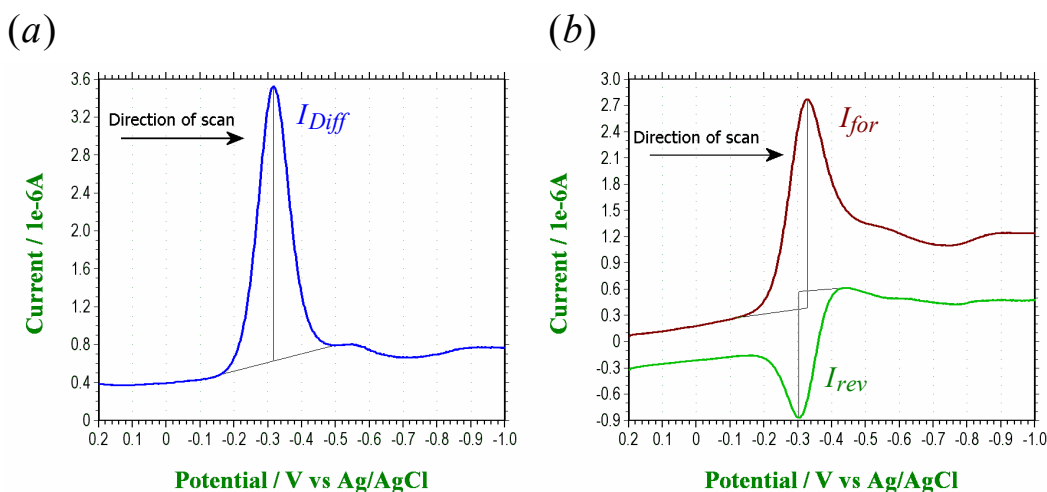 (a)
(b)
3.6
3.2
2.8
2.4
2.0
1.6
1.2
0.8
0.4
0
Current / 1e-6A
Direction of scan
I Diff
0.2 0.1 0 -0.1 -0.2 -0.3 -0.4 -0.5 -0.6 -0.7 -0.8 -0.9 -1.0
Potential / V vs Ag/AgCl
3.0
2.7
2.4
2.1
1.8
1.5
1.2
0.9
0.6
0.3
0
-0.3
-0.6
-0.9
Current / 1e-6A
Direction of scan
I for
I rev
0.2 0.1 0 -0.1 -0.2 -0.3 -0.4 -0.5 -0.6 -0.7 -0.8 -0.9 -1.0
Potential / V vs Ag/AgCl